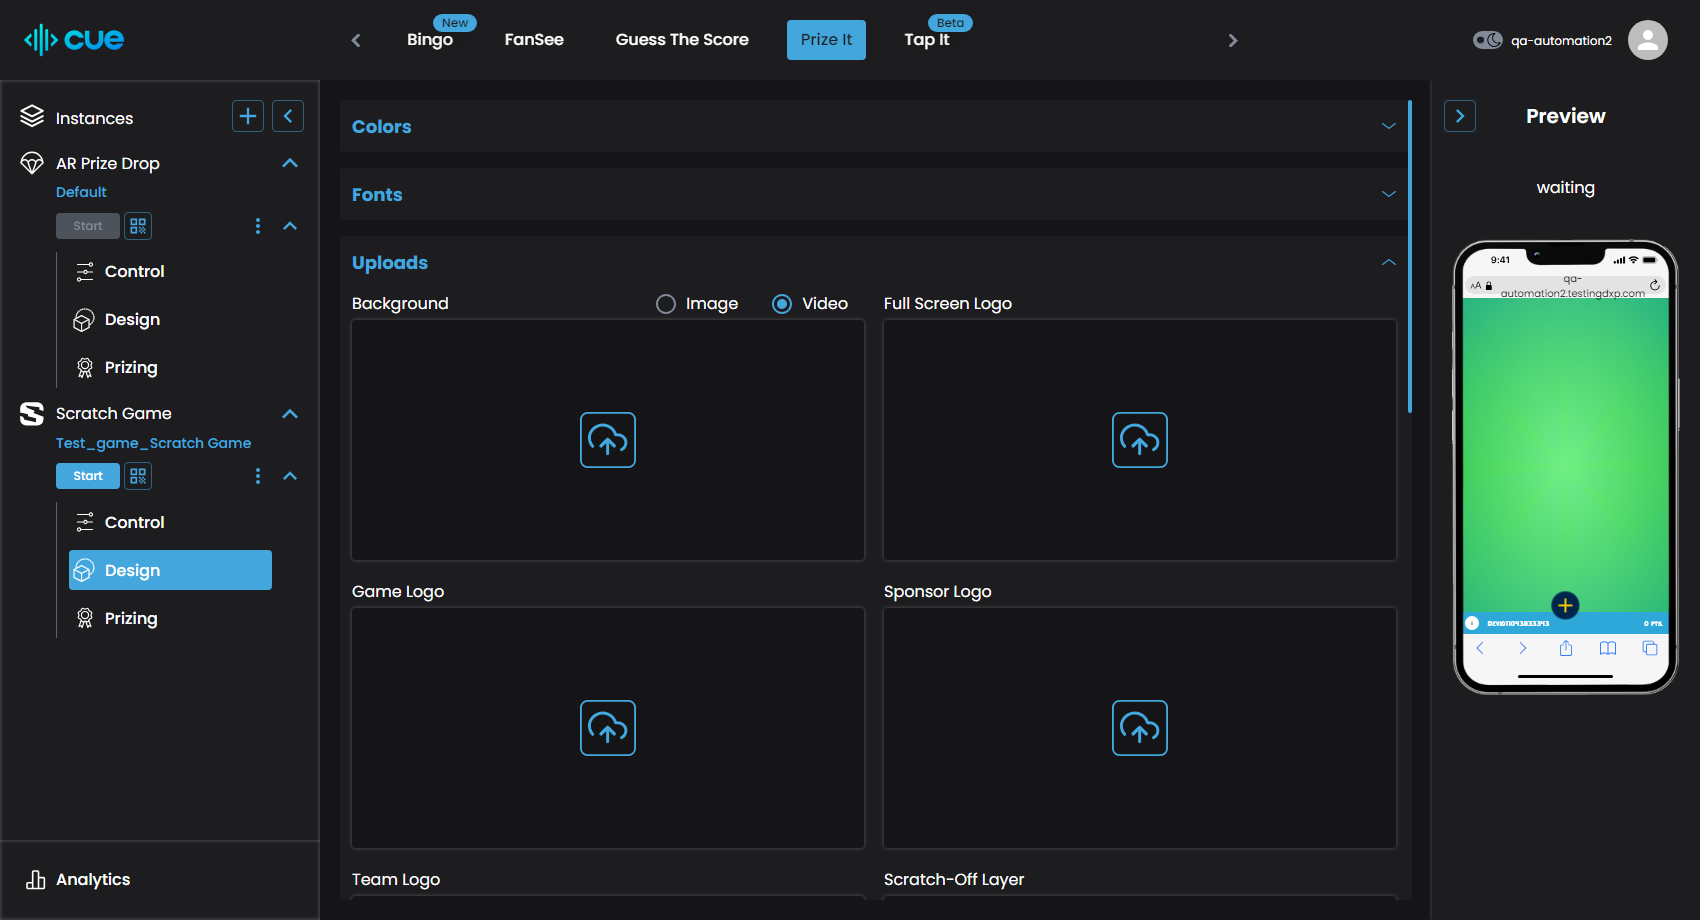 cue
New
Bingo
FanSee
Guess The Score
Prize It
Beta
Tap It
qa-automation2
Instances
AR Prize Drop
Default
Start
Control
Design
Prizing
Scratch Game
Test_game_Scratch Game
Start
Control
Design
Prizing
Analytics
Colors
Fonts
Uploads
Background
Image
Video
Full Screen Logo
Game Logo
Sponsor Logo
Team Logo
Scratch-Off Layer
Preview
waiting
9:41
AA
qa-
automation2.testingdxp.com
0 PTS.